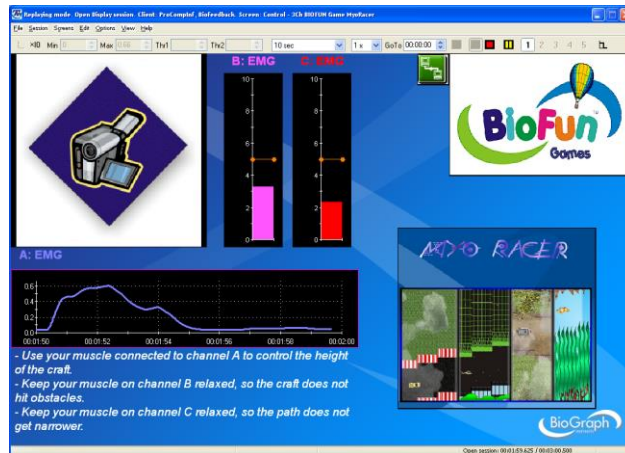 Replaying mode. Open Display session. Client: ProCompInf, Biofeedback. Screen: Control - 3Ch BIOFUN Game MyoRacer
File Session Screens Edit Options View Help
×10 Min 0 Max 0.66 Thr1 Thr2 10 sec 1 x GoTo 00:00:00 1 2 3 4 5
B: EMG
C: EMG
10
8
6
4
2
0
10
8
6
4
2
0
BioFun
Games
A: EMG
0.6
0.4
0.2
0.0
00:01:50 00:01:52 00:01:54 00:01:56 00:01:58 00:02:00
MYO RACER
- Use your muscle connected to channel A to control the height
of the craft.
- Keep your muscle on channel B relaxed, so the craft does not
hit obstacles.
- Keep your muscle on channel C relaxed, so the path does not
get narrower.
BioGraph
Open session: 00:01:59.625 / 00:03:00.500